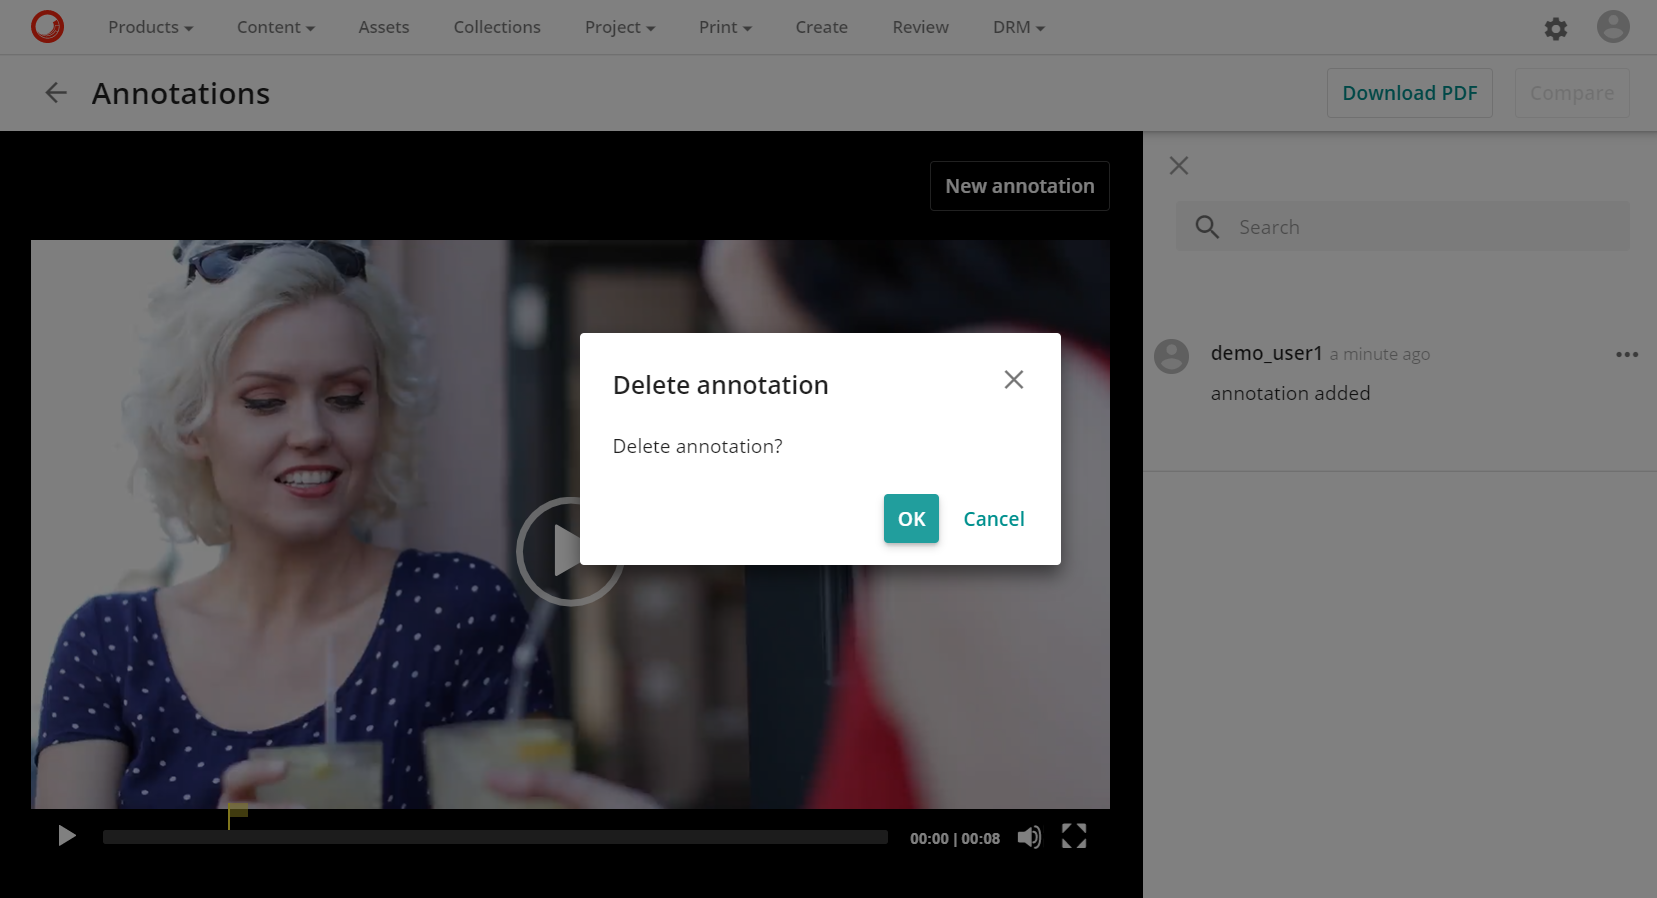 Products Content Assets Collections Project Print Create Review DRM
Annotations
Download PDF Compare
New annotation
Search
demo_user1 a minute ago
annotation added
Delete annotation
Delete annotation?
OK Cancel
00:00 | 00:08